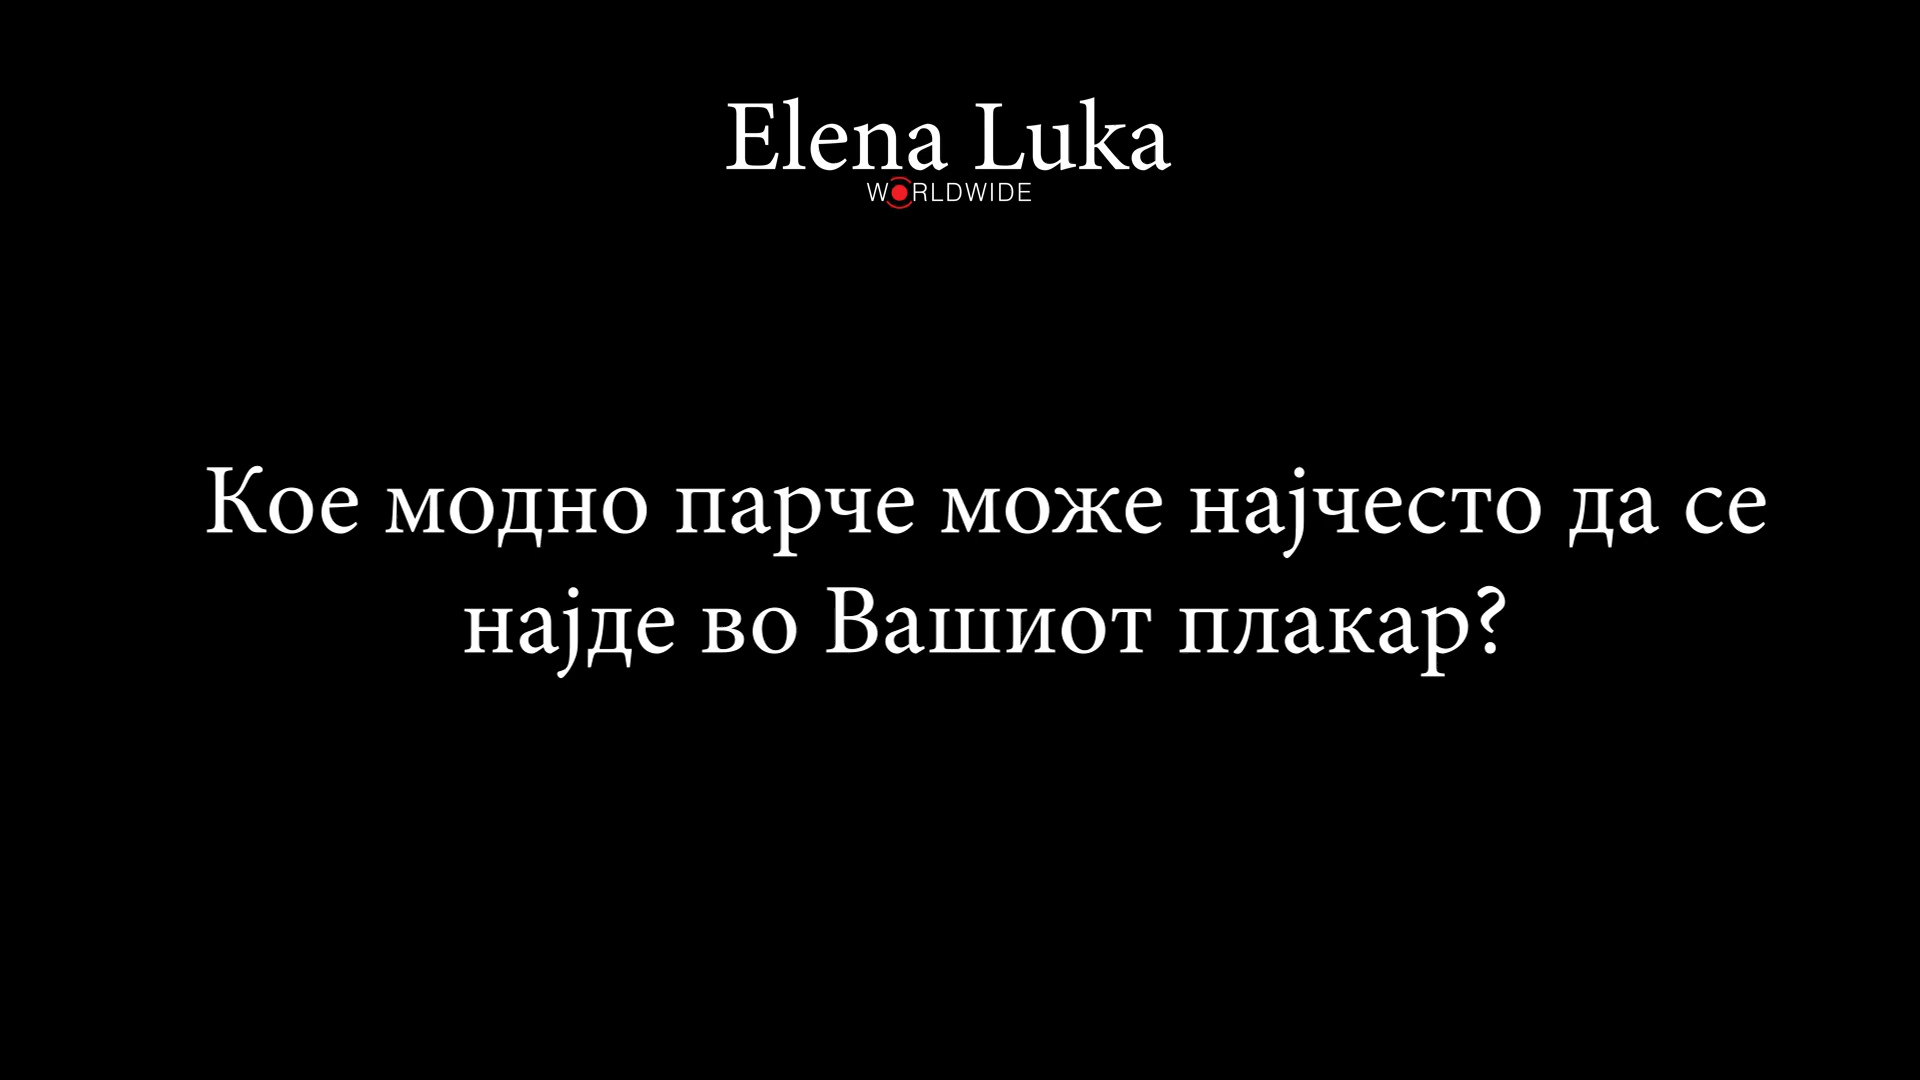 Elena Luka
WORLDWIDE
Кое модно парче може најчесто да се
најде во Вашиот плакар?